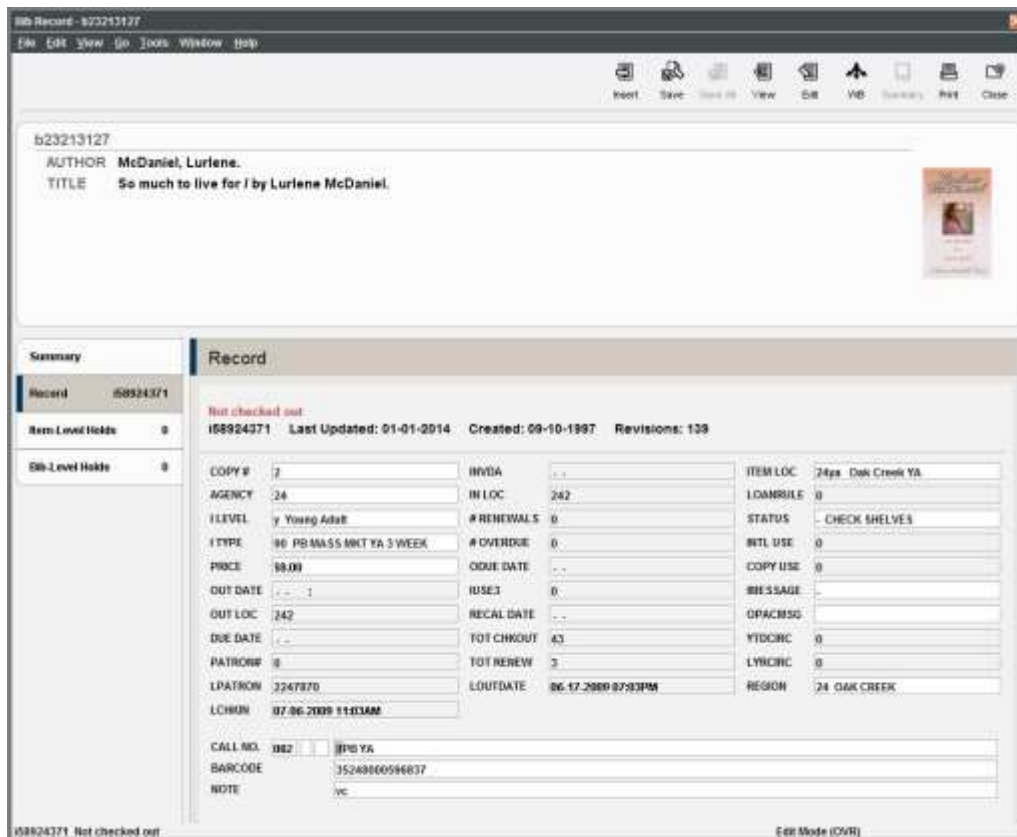 Bib Record - b23213127
File Edit View Go Tools Window Help
Insert Save Save All View Edit VIB Summary Print Close
b23213127
AUTHOR McDaniel, Lurlene.
TITLE So much to live for / by Lurlene McDaniel.
Summary
Record i58924371
Item-Level Holds 0
Bib-Level Holds 0
Record
Not checked out
i58924371 Last Updated: 01-01-2014 Created: 09-10-1997 Revisions: 139
COPY # 2 INVDA - - ITEM LOC 24ya Oak Creek YA
AGENCY 24 IN LOC 242 LOANRULE 0
I LEVEL y Young Adult # RENEWALS 0 STATUS - CHECK SHELVES
I TYPE 90 PB MASS MKT YA 3 WEEK # OVERDUE 0 INTL USE 0
PRICE $8.00 ODUE DATE - - COPY USE 0
OUT DATE - - : IUSE3 0 IMESSAGE -
OUT LOC 242 RECAL DATE - - OPACMSG
DUE DATE - - TOT CHKOUT 43 YTDCIRC 0
PATRON# 0 TOT RENEW 3 LYRCIRC 0
LPATRON 2247870 LOUTDATE 06-17-2009 07:03PM REGION 24 OAK CREEK
LCHKIN 07-06-2009 11:03AM
CALL NO. 082 PB YA
BARCODE 35248000596837
NOTE vc
i58924371 Not checked out Edit Mode (OVR)